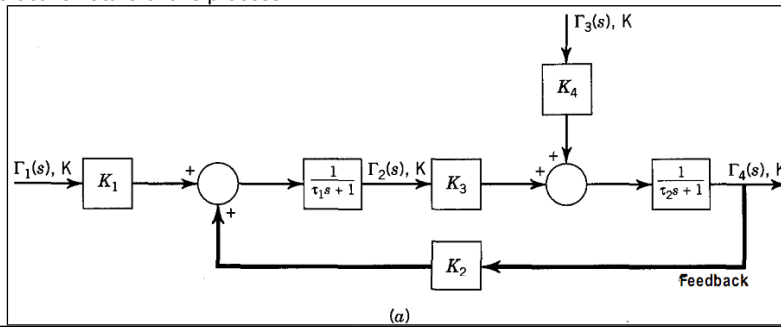 Γ₃(s), K
K₄
Γ₁(s), K
K₁
+
+
1
τ₁s + 1
Γ₂(s), K
K₃
+
+
1
τ₂s + 1
Γ₄(s), K
K₂
Feedback
(a)